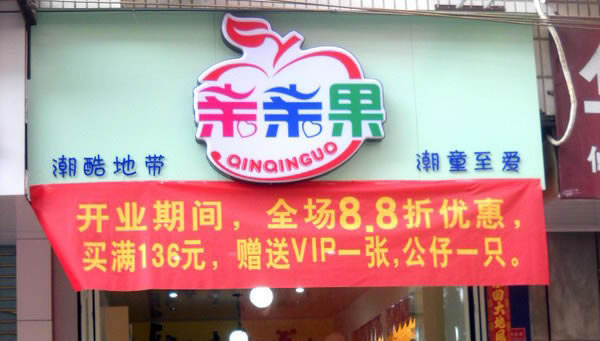 亲亲果
QINQINGUO
潮酷地带
潮童至爱
开业期间，全场8.8折优惠，
买满136元，赠送VIP一张,公仔一只。